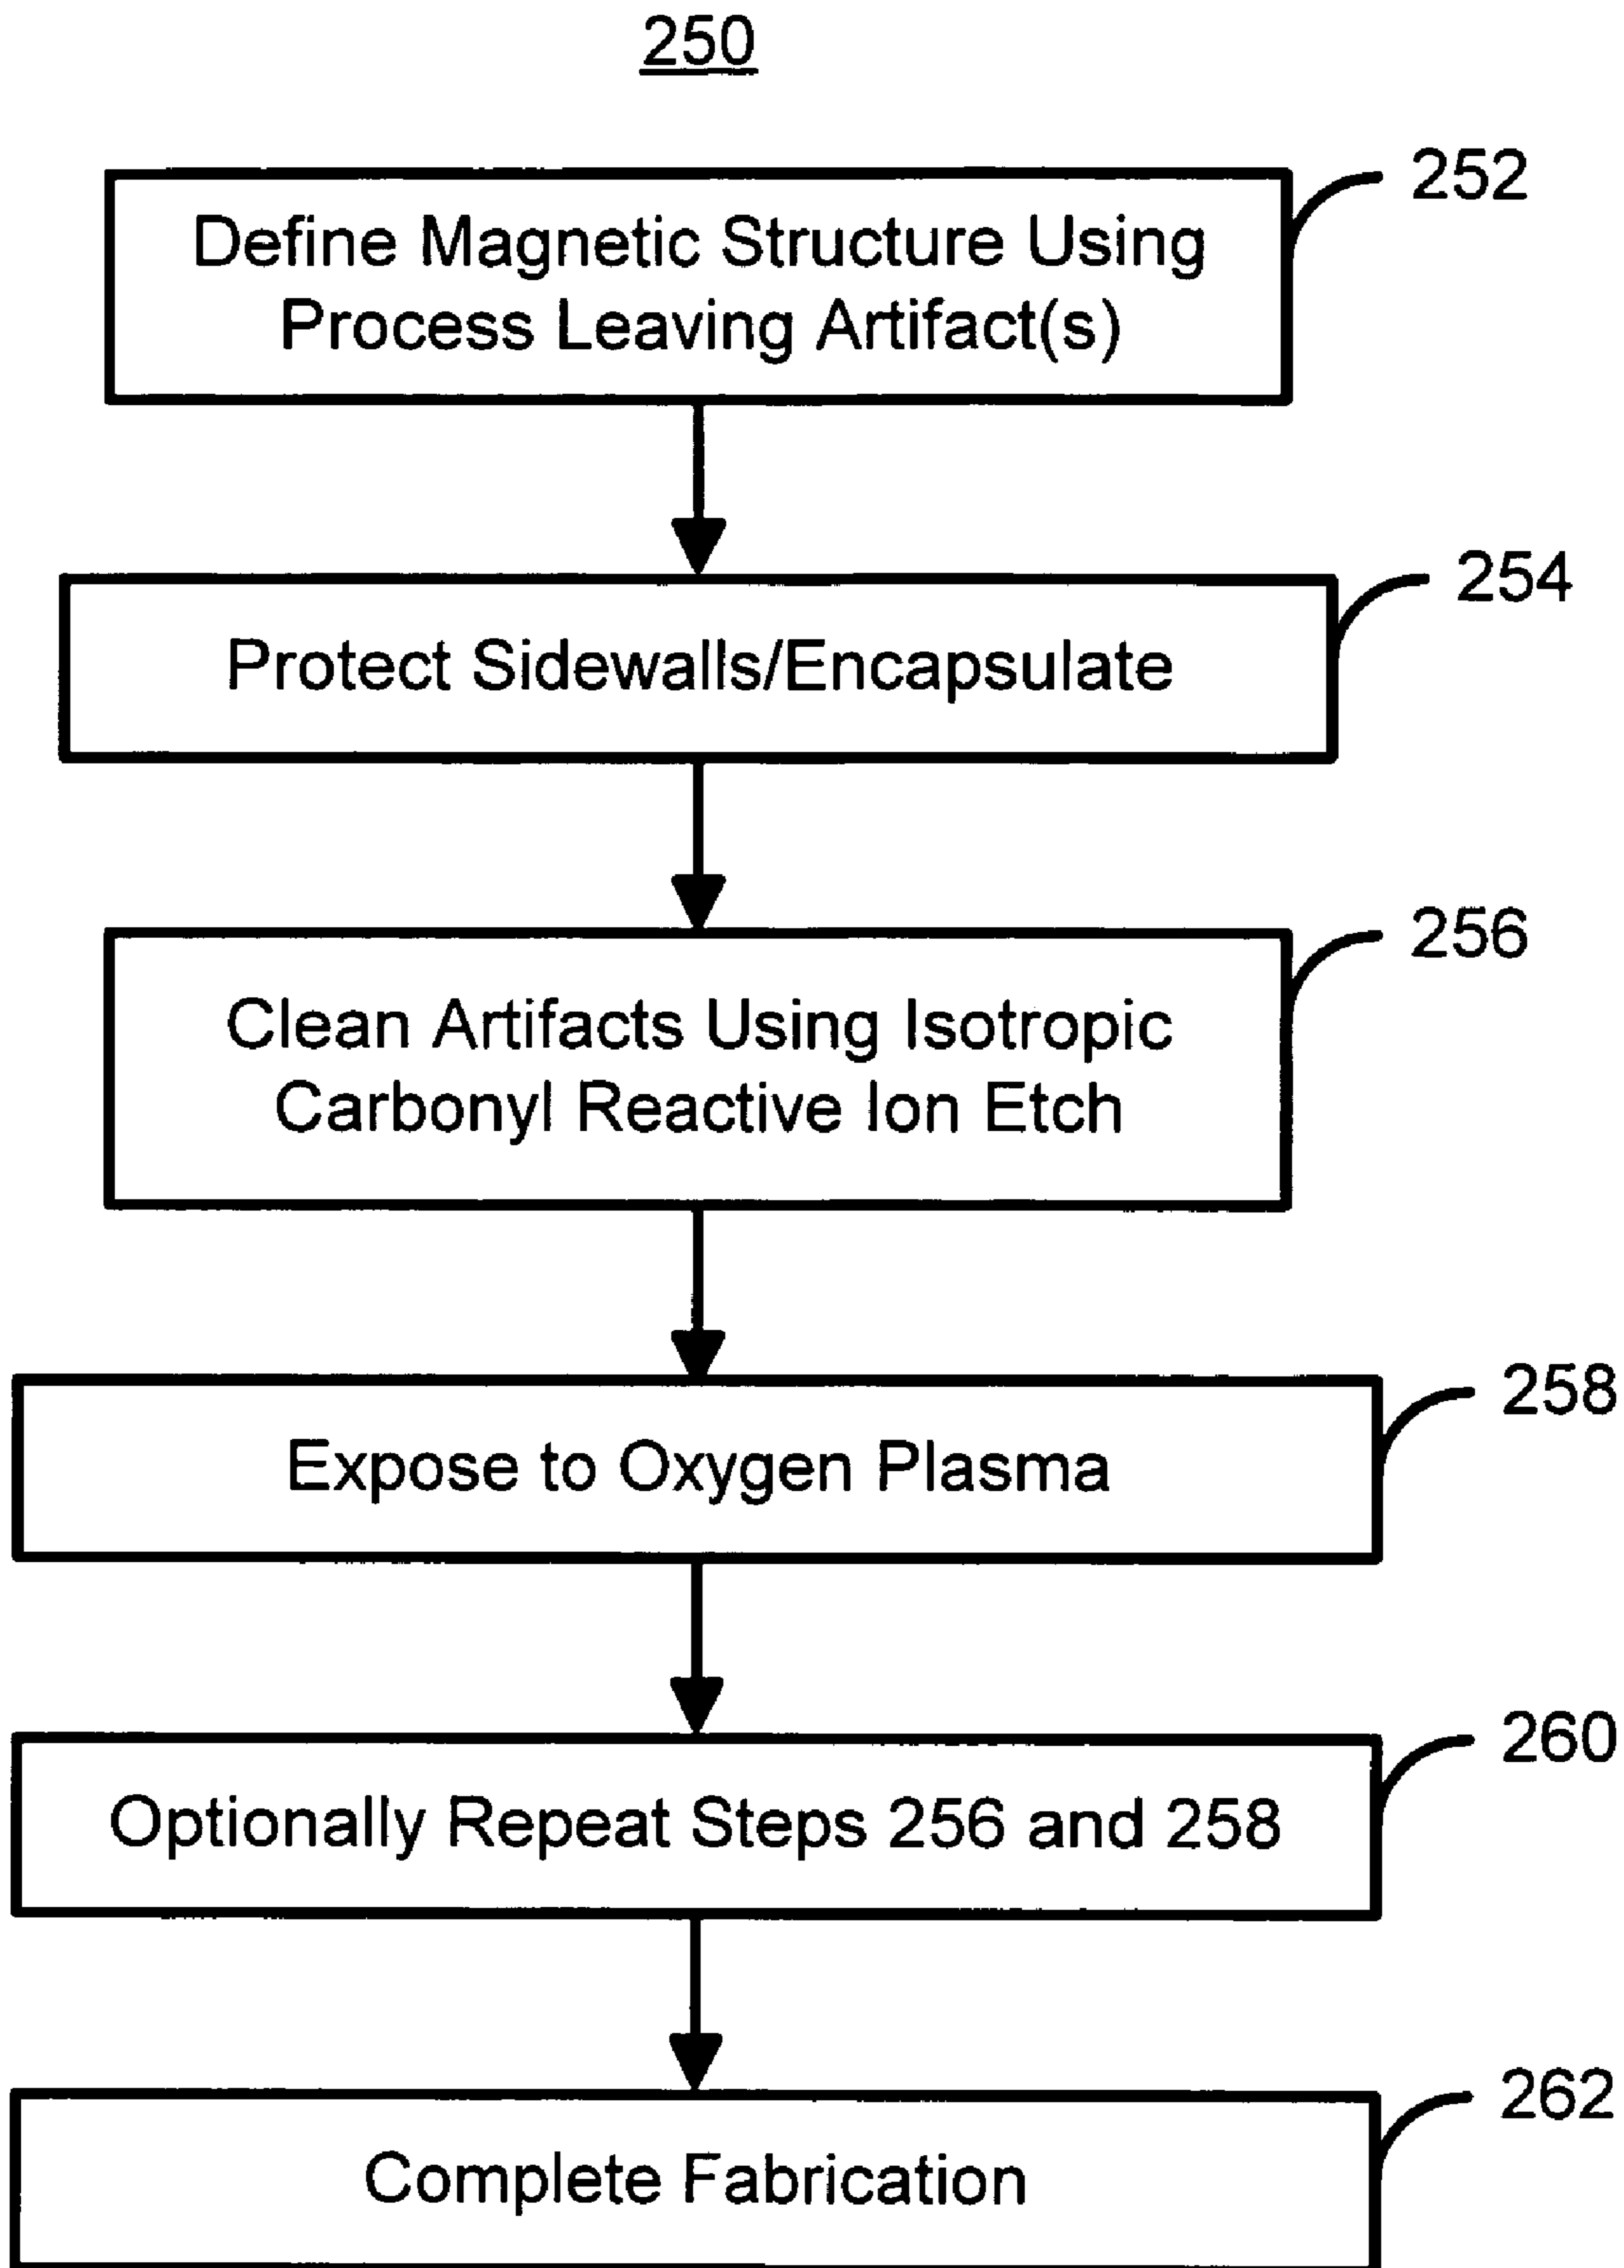 250
252
Define Magnetic Structure Using
Process Leaving Artifact(s)
254
Protect Sidewalls/Encapsulate
256
Clean Artifacts Using Isotropic
Carbonyl Reactive Ion Etch
258
Expose to Oxygen Plasma
260
Optionally Repeat Steps 256 and 258
262
Complete Fabrication